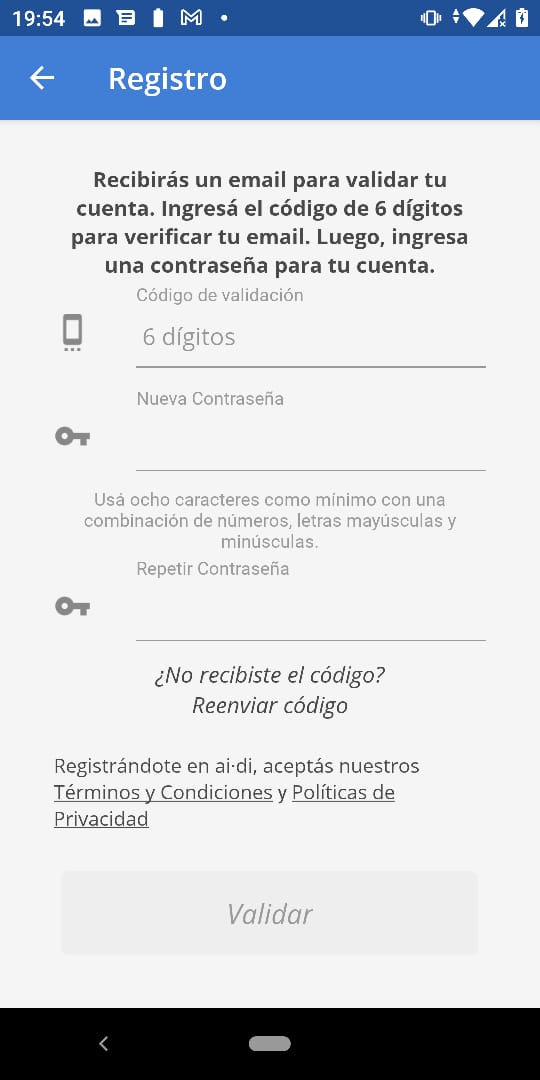 19:54
Registro
Recibirás un email para validar tu
cuenta. Ingresá el código de 6 dígitos
para verificar tu email. Luego, ingresa
una contraseña para tu cuenta.
Código de validación
6 dígitos
Nueva Contraseña
Usá ocho caracteres como mínimo con una
combinación de números, letras mayúsculas y
minúsculas.
Repetir Contraseña
¿No recibiste el código?
Reenviar código
Registrándote en ai·di, aceptás nuestros
Términos y Condiciones y Políticas de
Privacidad
Validar